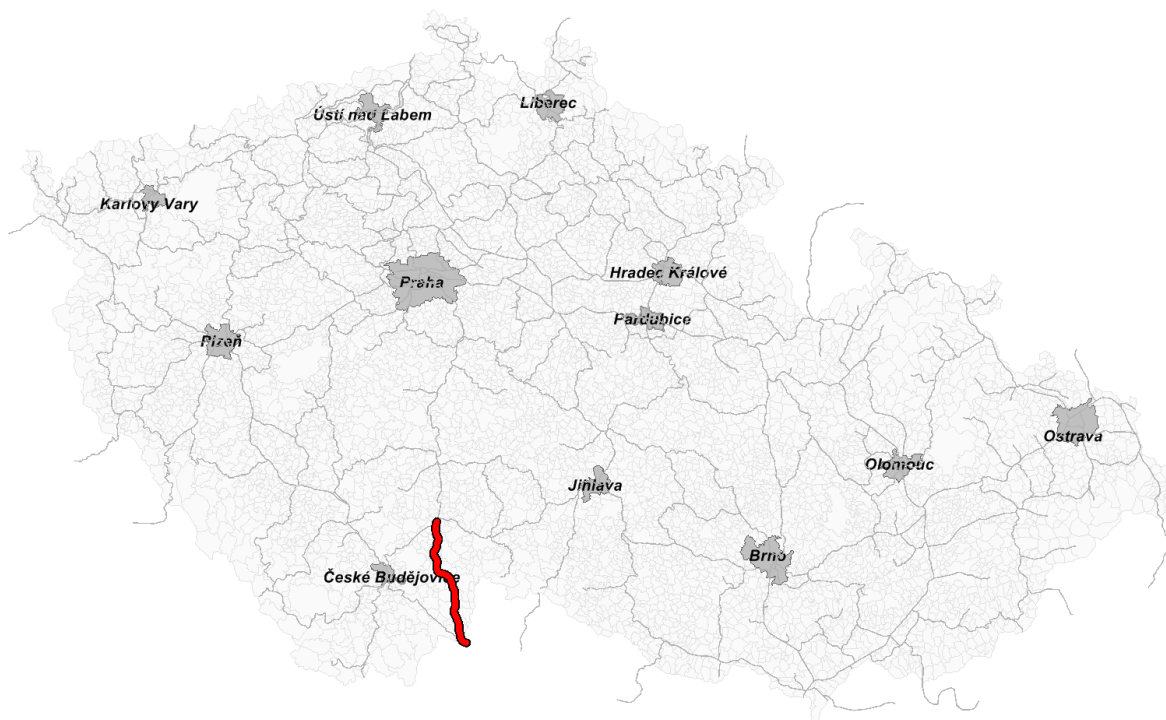 Liberec
Ústí nad Labem
Karlovy Vary
Hradec Králové
Praha
Pardubice
Plzeň
Ostrava
Olomouc
Jihlava
Brno
České Budějovice